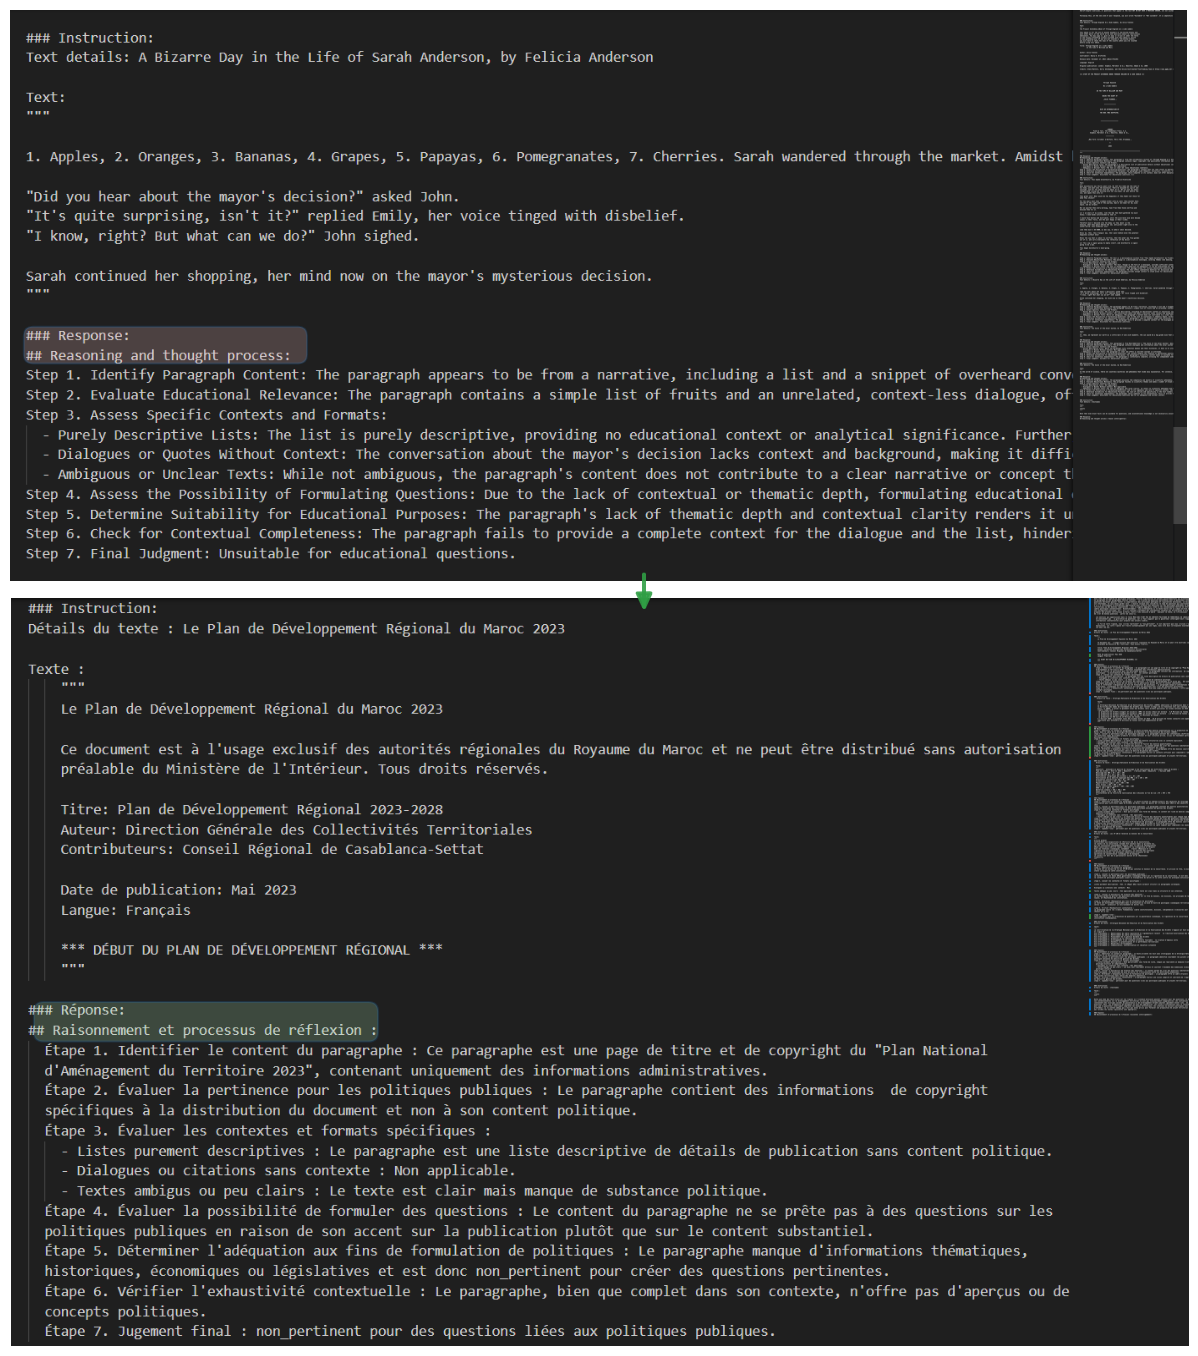 ### Instruction:
Text details: A Bizarre Day in the Life of Sarah Anderson, by Felicia Anderson
Text:
"""
1. Apples, 2. Oranges, 3. Bananas, 4. Grapes, 5. Papayas, 6. Pomegranates, 7. Cherries. Sarah wandered through the market. Amidst
"Did you hear about the mayor's decision?" asked John.
"It's quite surprising, isn't it?" replied Emily, her voice tinged with disbelief.
"I know, right? But what can we do?" John sighed.
Sarah continued her shopping, her mind now on the mayor's mysterious decision.
"""
### Response:
## Reasoning and thought process:
Step 1. Identify Paragraph Content: The paragraph appears to be from a narrative, including a list and a snippet of overheard conv
Step 2. Evaluate Educational Relevance: The paragraph contains a simple list of fruits and an unrelated, context-less dialogue, of
Step 3. Assess Specific Contexts and Formats:
- Purely Descriptive Lists: The list is purely descriptive, providing no educational context or analytical significance. Further
- Dialogues or Quotes Without Context: The conversation about the mayor's decision lacks context and background, making it diffi
- Ambiguous or Unclear Texts: While not ambiguous, the paragraph's content does not contribute to a clear narrative or concept t
Step 4. Assess the Possibility of Formulating Questions: Due to the lack of contextual or thematic depth, formulating educational
Step 5. Determine Suitability for Educational Purposes: The paragraph's lack of thematic depth and contextual clarity renders it u
Step 6. Check for Contextual Completeness: The paragraph fails to provide a complete context for the dialogue and the list, hinder
Step 7. Final Judgment: Unsuitable for educational questions.
### Instruction:
Détails du texte : Le Plan de Développement Régional du Maroc 2023
Texte :
"""
Le Plan de Développement Régional du Maroc 2023
Ce document est à l'usage exclusif des autorités régionales du Royaume du Maroc et ne peut être distribué sans autorisation
préalable du Ministère de l'Intérieur. Tous droits réservés.
Titre: Plan de Développement Régional 2023-2028
Auteur: Direction Générale des Collectivités Territoriales
Contributeurs: Conseil Régional de Casablanca-Settat
Date de publication: Mai 2023
Langue: Français
*** DÉBUT DU PLAN DE DÉVELOPPEMENT RÉGIONAL ***
"""
### Réponse:
## Raisonnement et processus de réflexion :
Étape 1. Identifier le content du paragraphe : Ce paragraphe est une page de titre et de copyright du "Plan National
d'Aménagement du Territoire 2023", contenant uniquement des informations administratives.
Étape 2. Évaluer la pertinence pour les politiques publiques : Le paragraphe contient des informations  de copyright
spécifiques à la distribution du document et non à son content politique.
Étape 3. Évaluer les contextes et formats spécifiques :
- Listes purement descriptives : Le paragraphe est une liste descriptive de détails de publication sans content politique.
- Dialogues ou citations sans contexte : Non applicable.
- Textes ambigus ou peu clairs : Le texte est clair mais manque de substance politique.
Étape 4. Évaluer la possibilité de formuler des questions : Le content du paragraphe ne se prête pas à des questions sur les
politiques publiques en raison de son accent sur la publication plutôt que sur le content substantiel.
Étape 5. Déterminer l'adéquation aux fins de formulation de politiques : Le paragraphe manque d'informations thématiques,
historiques, économiques ou législatives et est donc non_pertinent pour créer des questions pertinentes.
Étape 6. Vérifier l'exhaustivité contextuelle : Le paragraphe, bien que complet dans son contexte, n'offre pas d'aperçus ou de
concepts politiques.
Étape 7. Jugement final : non_pertinent pour des questions liées aux politiques publiques.